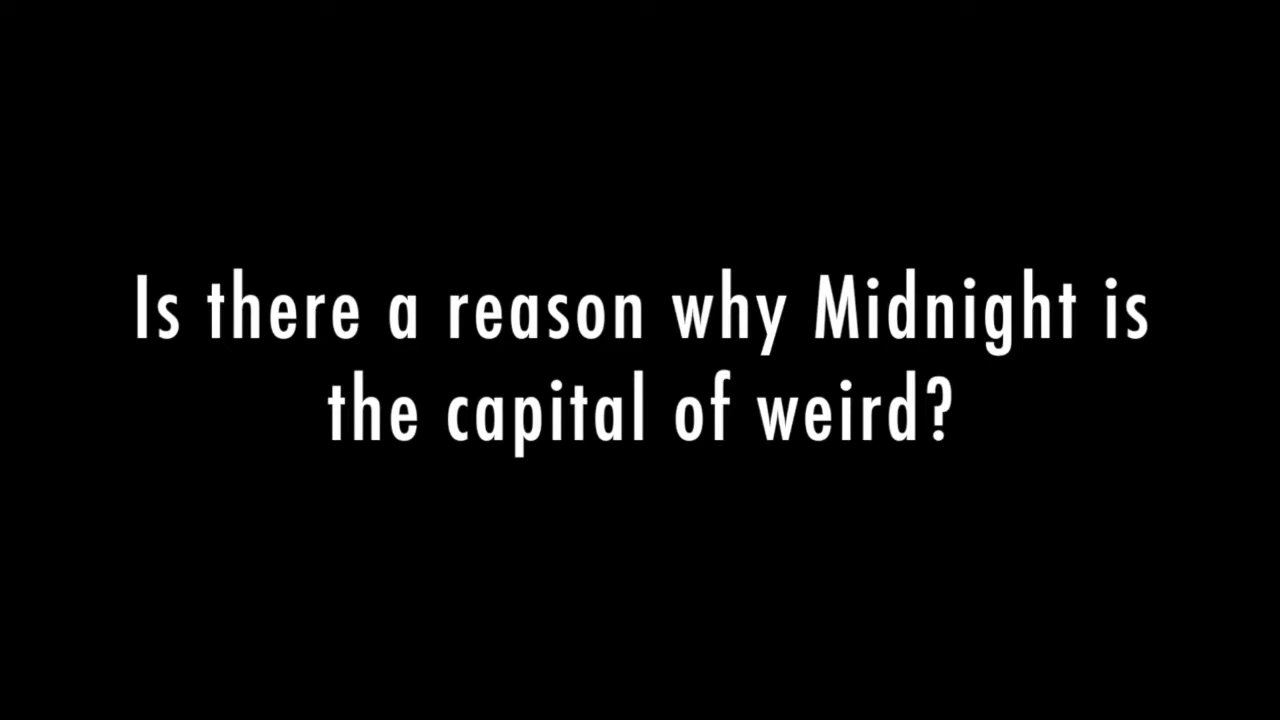 Is there a reason why Midnight is
the capital of weird?